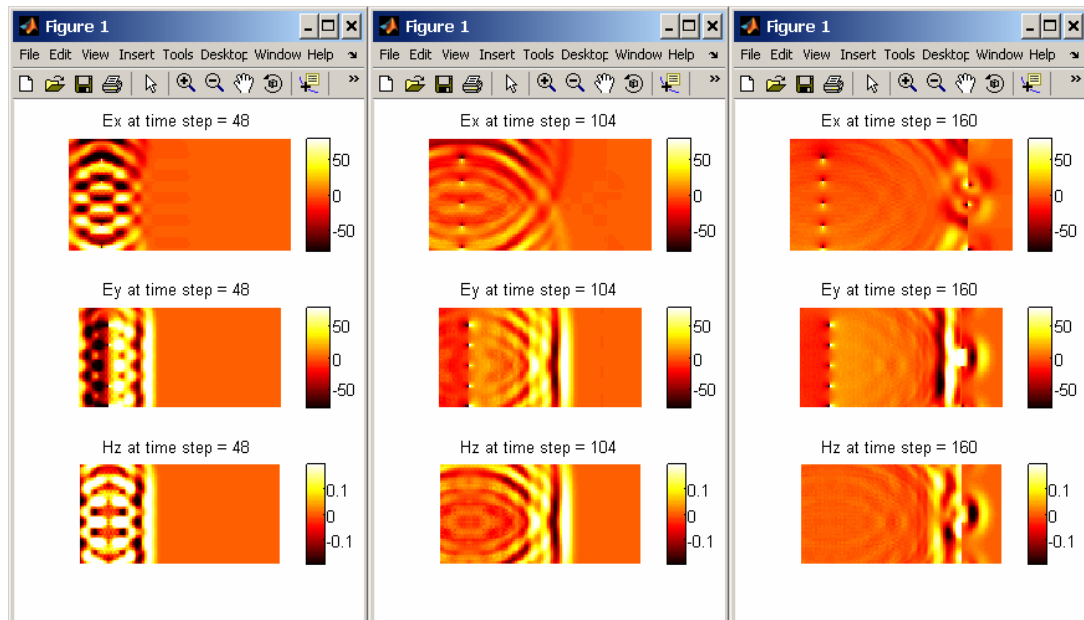 Figure 1
File Edit View Insert Tools Desktop Window Help
Ex at time step = 48
50
0
-50
Ey at time step = 48
50
0
-50
Hz at time step = 48
0.1
0
-0.1
Figure 1
File Edit View Insert Tools Desktop Window Help
Ex at time step = 104
50
0
-50
Ey at time step = 104
50
0
-50
Hz at time step = 104
0.1
0
-0.1
Figure 1
File Edit View Insert Tools Desktop Window Help
Ex at time step = 160
50
0
-50
Ey at time step = 160
50
0
-50
Hz at time step = 160
0.1
0
-0.1